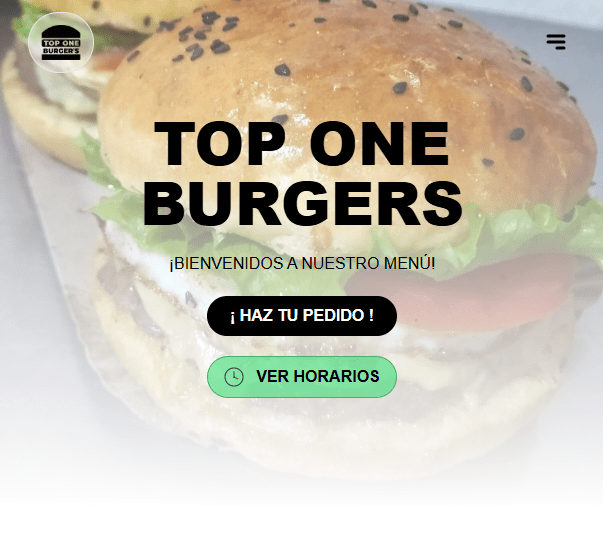 TOP ONE
BURGER'S
TOP ONE
BURGERS
¡BIENVENIDOS A NUESTRO MENÚ!
¡ HAZ TU PEDIDO !
VER HORARIOS